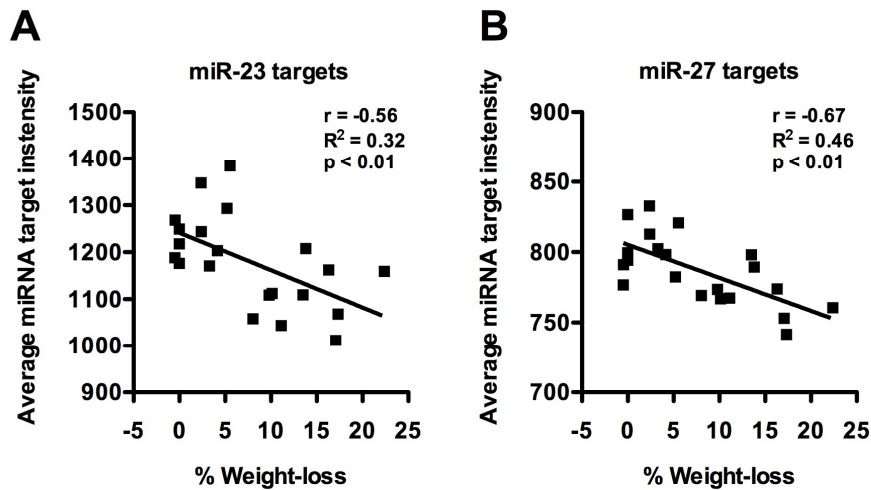 A
miR-23 targets
Average miRNA target instensity
1500
1400
1300
1200
1100
1000
900
r = -0.56
R² = 0.32
p < 0.01
-5 0 5 10 15 20 25
% Weight-loss
B
miR-27 targets
Average miRNA target instensity
900
850
800
750
700
r = -0.67
R² = 0.46
p < 0.01
-5 0 5 10 15 20 25
% Weight-loss